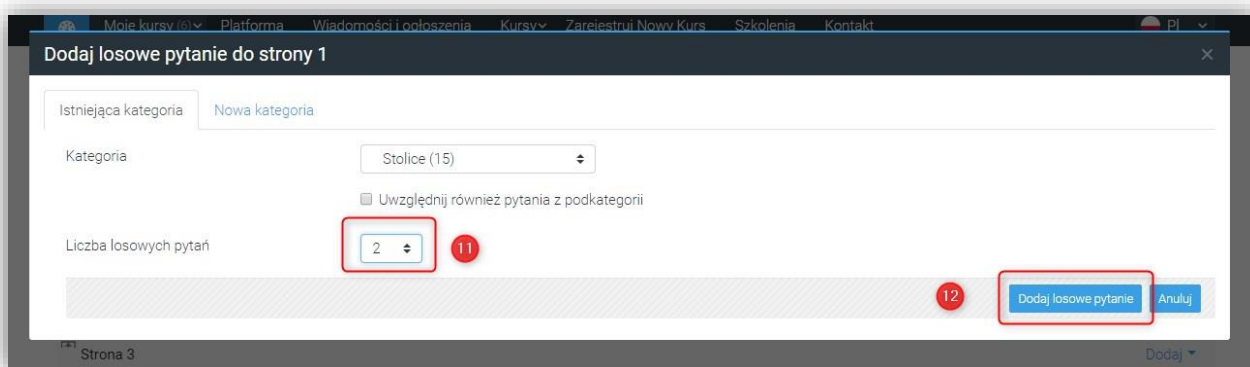 Moje kursy (6) Platforma Wiadomości i ogłoszenia Kursy Zarejestruj Nowy Kurs Szkolenia Kontakt Pl
Dodaj losowe pytanie do strony 1 ×
Istniejąca kategoria Nowa kategoria
Kategoria Stolice (15)
Uwzględnij również pytania z podkategorii
Liczba losowych pytań 2 11
12 Dodaj losowe pytanie Anuluj
Strona 3 Dodaj